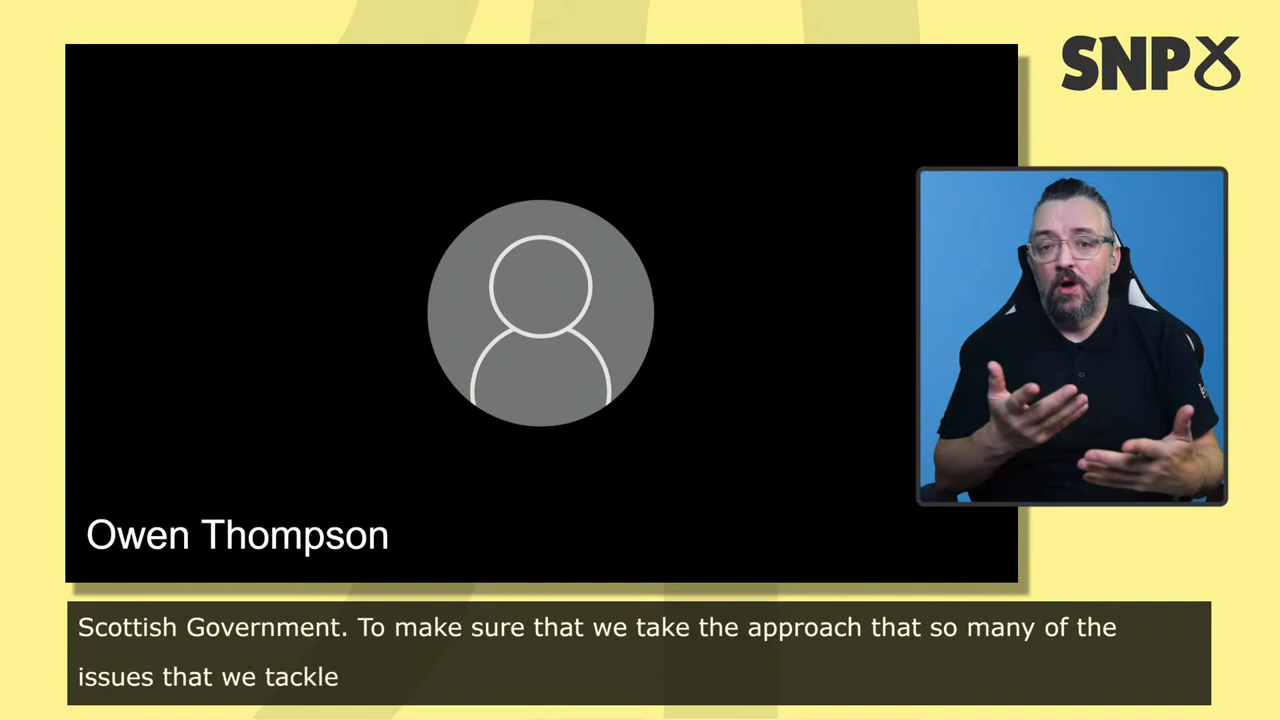 SNP
Owen Thompson
Scottish Government. To make sure that we take the approach that so many of the
issues that we tackle